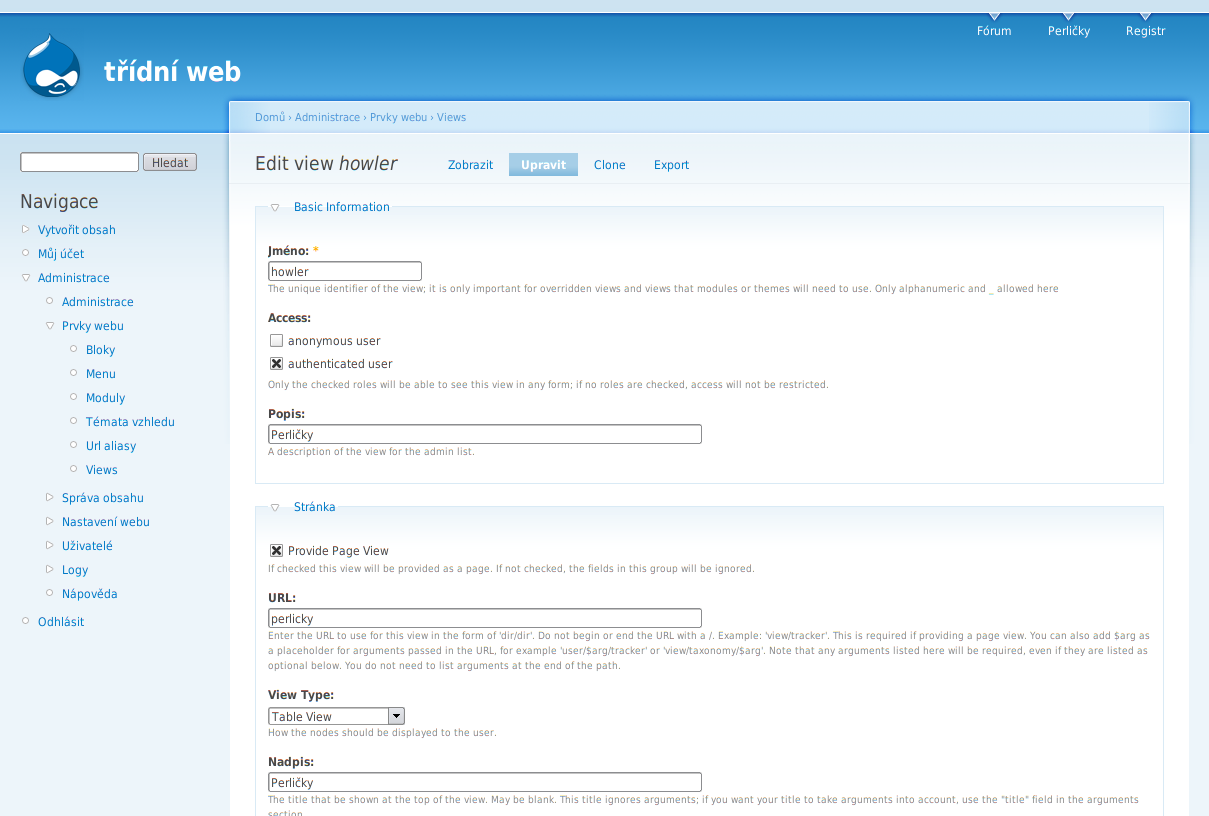 Fórum Perličky Registr
třídní web
Domů › Administrace › Prvky webu › Views
Hledat
Navigace
Vytvořit obsah
Můj účet
Administrace
Administrace
Prvky webu
Bloky
Menu
Moduly
Témata vzhledu
Url aliasy
Views
Správa obsahu
Nastavení webu
Uživatelé
Logy
Nápověda
Odhlásit
Edit view howler
Zobrazit Upravit Clone Export
Basic Information
Jméno: *
howler
The unique identifier of the view; it is only important for overridden views and views that modules or themes will need to use. Only alphanumeric and _ allowed here
Access:
anonymous user
authenticated user
Only the checked roles will be able to see this view in any form; if no roles are checked, access will not be restricted.
Popis:
Perličky
A description of the view for the admin list.
Stránka
Provide Page View
If checked this view will be provided as a page. If not checked, the fields in this group will be ignored.
URL:
perlicky
Enter the URL to use for this view in the form of 'dir/dir'. Do not begin or end the URL with a /. Example: 'view/tracker'. This is required if providing a page view. You can also add $arg as
a placeholder for arguments passed in the URL, for example 'user/$arg/tracker' or 'view/taxonomy/$arg'. Note that any arguments listed here will be required, even if they are listed as
optional below. You do not need to list arguments at the end of the path.
View Type:
Table View
How the nodes should be displayed to the user.
Nadpis:
Perličky
The title that be shown at the top of the view. May be blank. This title ignores arguments; if you want your title to take arguments into account, use the "title" field in the arguments
section.